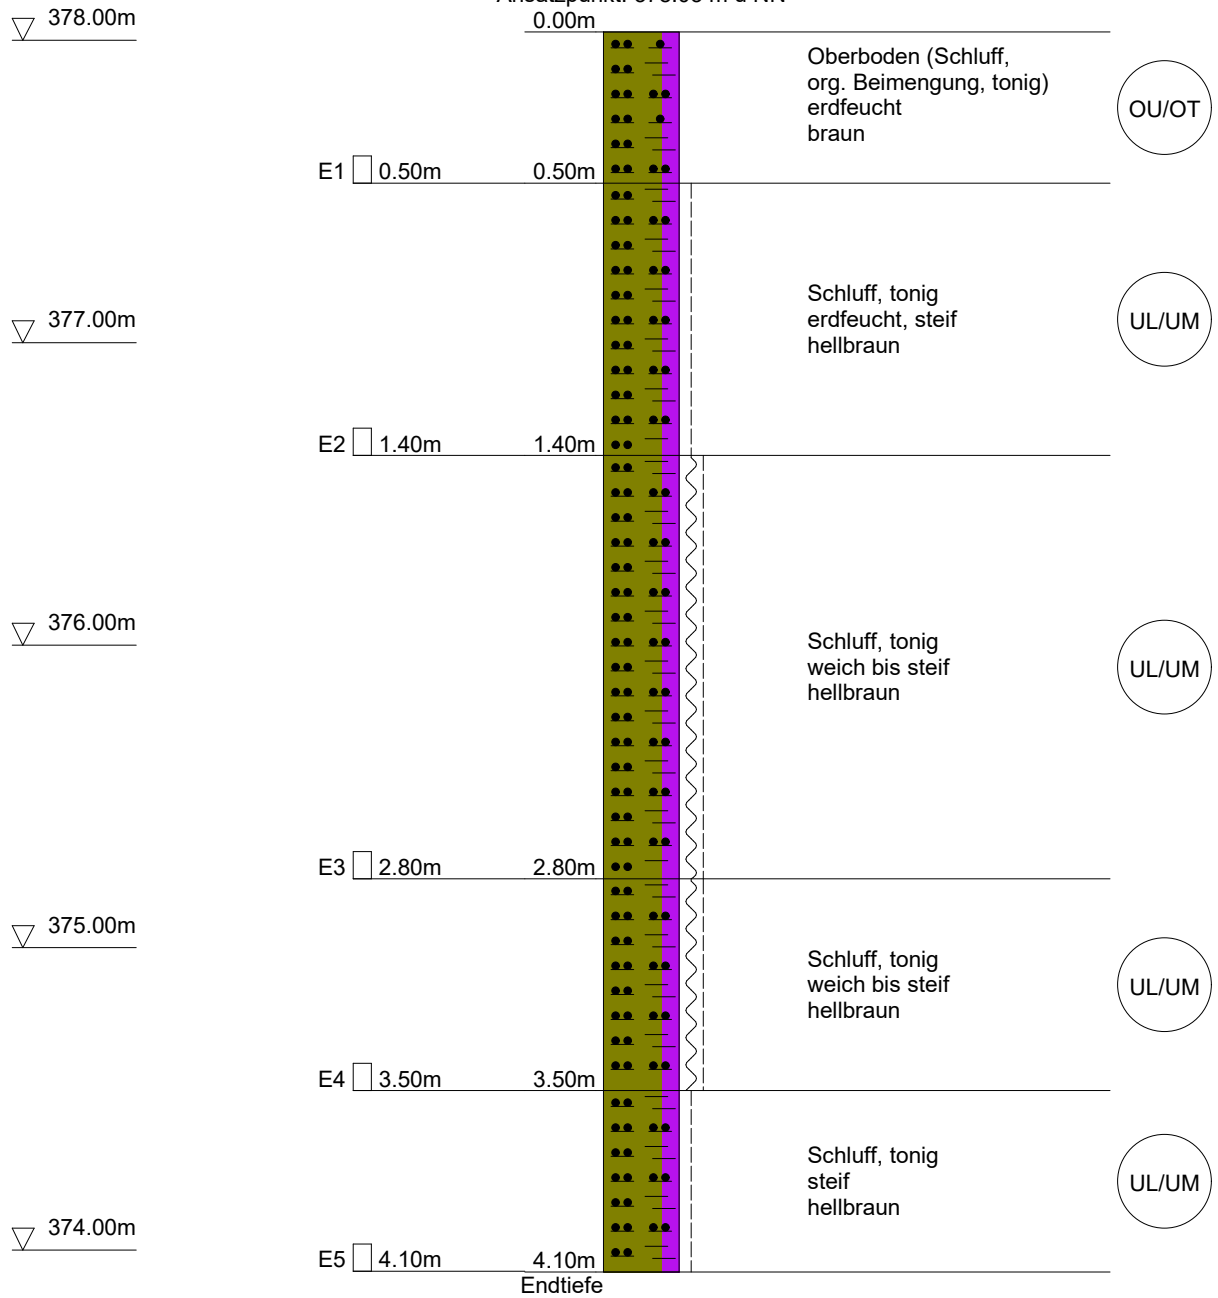 Ansatzpunkt: 378.03 m ü NN
378.00m
0.00m
Oberboden (Schluff,
org. Beimengung, tonig)
erdfeucht
braun
OU/OT
E1 0.50m 0.50m
Schluff, tonig
erdfeucht, steif
hellbraun
UL/UM
377.00m
E2 1.40m 1.40m
376.00m
Schluff, tonig
weich bis steif
hellbraun
UL/UM
E3 2.80m 2.80m
375.00m
Schluff, tonig
weich bis steif
hellbraun
UL/UM
E4 3.50m 3.50m
Schluff, tonig
steif
hellbraun
UL/UM
374.00m
E5 4.10m 4.10m
Endtiefe